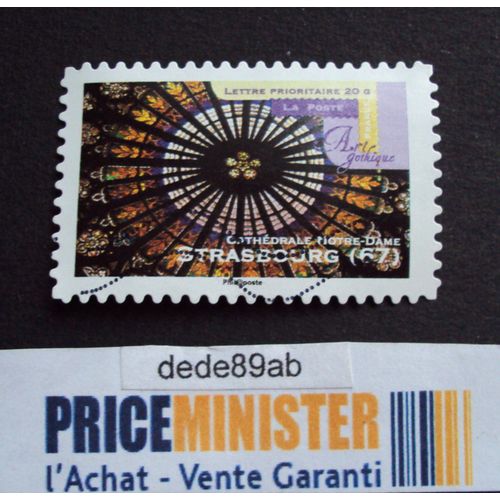 LETTRE PRIORITAIRE 20 G
LA POSTE
FRANCE
Art
gothique
CATHÉDRALE NOTRE-DAME
STRASBOURG (67)
Phil@poste
dede89ab
PRICEMINISTER
l'Achat - Vente Garanti